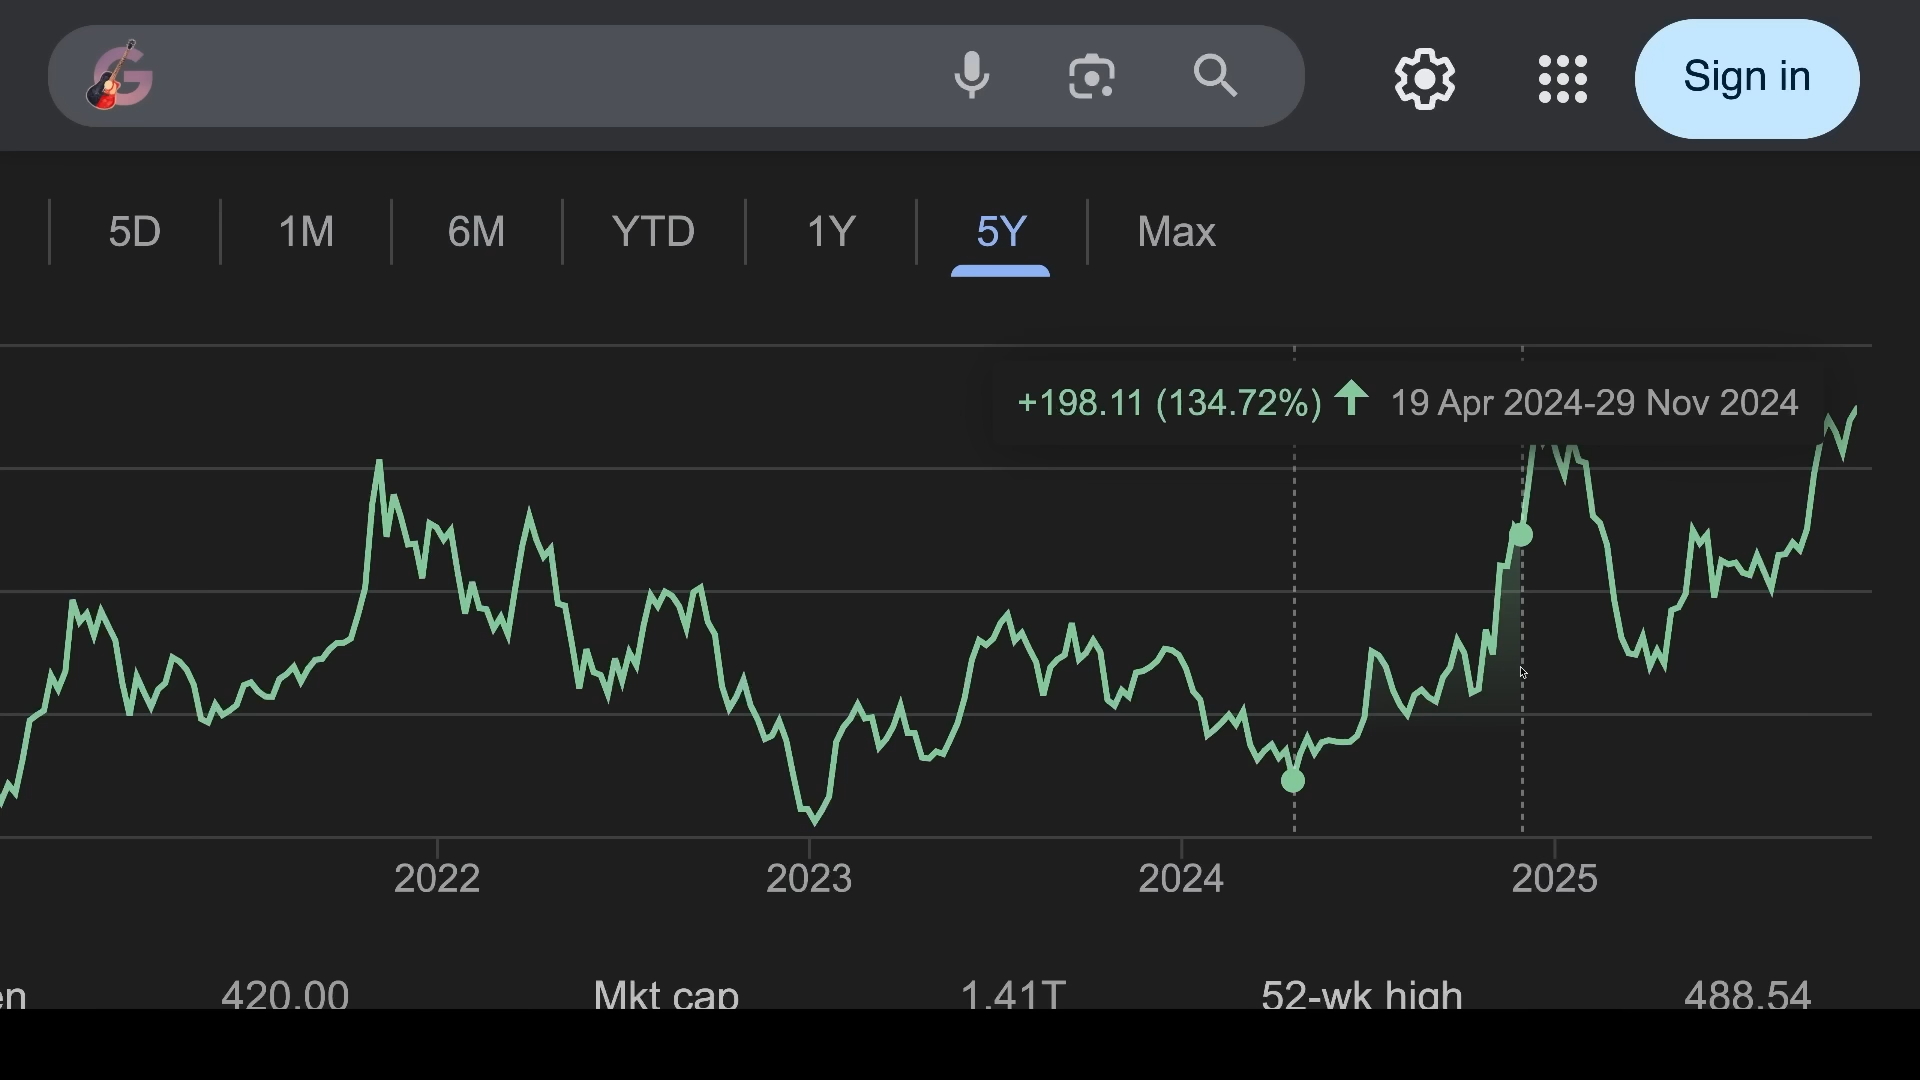 Sign in
5D 1M 6M YTD 1Y 5Y Max
+198.11 (134.72%) 19 Apr 2024-29 Nov 2024
2022 2023 2024 2025
en 420.00 Mkt cap 1.41T 52-wk high 488.54